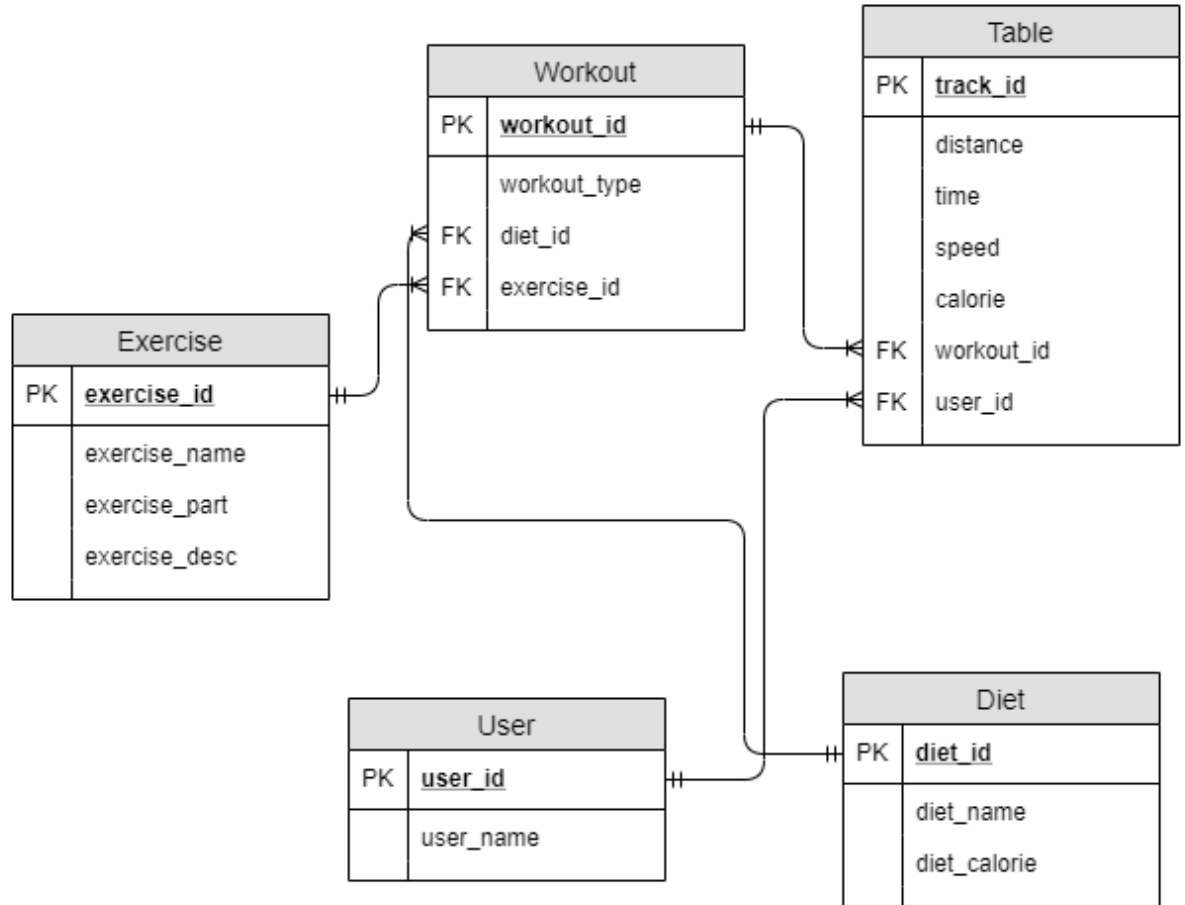 Table
PK track_id
distance
time
speed
calorie
FK workout_id
FK user_id
Workout
PK workout_id
workout_type
FK diet_id
FK exercise_id
Exercise
PK exercise_id
exercise_name
exercise_part
exercise_desc
User
PK user_id
user_name
Diet
PK diet_id
diet_name
diet_calorie